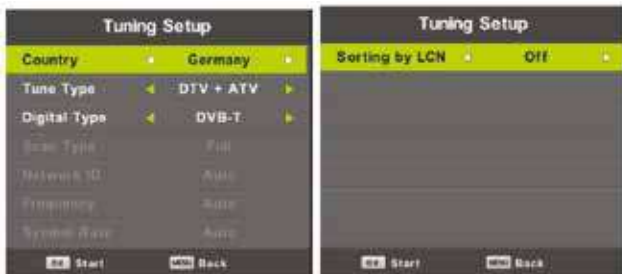 Tuning Setup
Country Germany
Tune Type DTV + ATV
Digital Type DVB-T
Scan Type Full
Network ID Auto
Frequency Auto
Symbol Rate Auto
OK Start MENU Back
Tuning Setup
Sorting by LCN Off
OK Start MENU Back